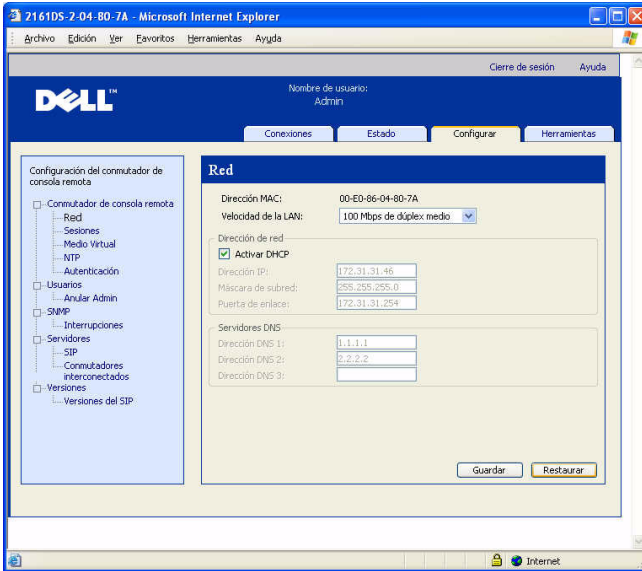 2161DS-2-04-80-7A - Microsoft Internet Explorer
Archivo Edición Ver Favoritos Herramientas Ayuda
Cierre de sesión Ayuda
DELL™
Nombre de usuario:
Admin
Conexiones Estado Configurar Herramientas
Configuración del conmutador de
consola remota
Conmutador de consola remota
Red
Sesiones
Medio Virtual
NTP
Autenticación
Usuarios
Anular Admin
SNMP
Interrupciones
Servidores
SIP
Conmutadores
interconectados
Versiones
Versiones del SIP
Red
Dirección MAC: 00-E0-86-04-80-7A
Velocidad de la LAN: 100 Mbps de dúplex medio
Dirección de red
Activar DHCP
Dirección IP: 172.31.31.46
Máscara de subred: 255.255.255.0
Puerta de enlace: 172.31.31.254
Servidores DNS
Dirección DNS 1: 1.1.1.1
Dirección DNS 2: 2.2.2.2
Dirección DNS 3:
Guardar Restaurar
Internet